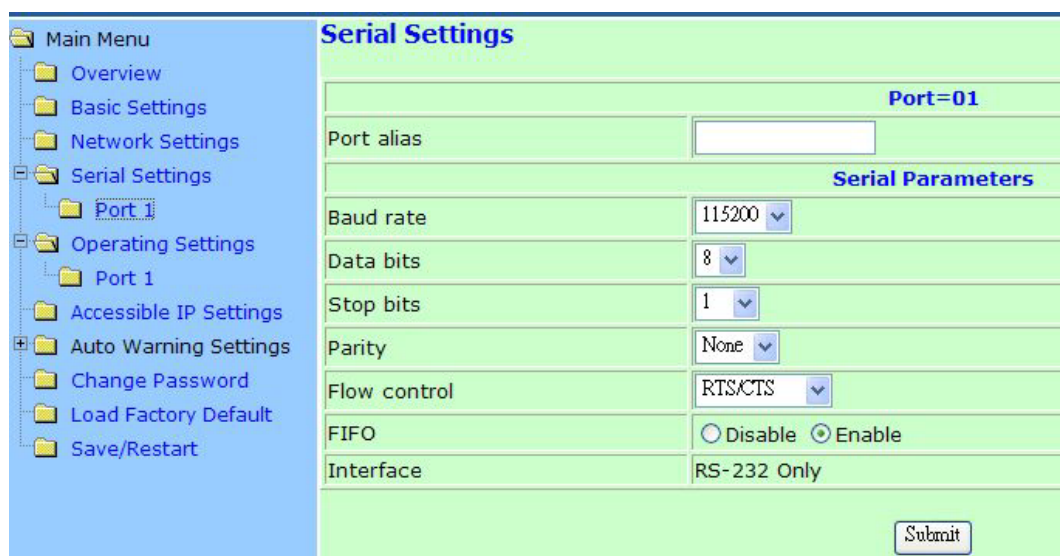 Main Menu
Overview
Basic Settings
Network Settings
Serial Settings
Port 1
Operating Settings
Port 1
Accessible IP Settings
Auto Warning Settings
Change Password
Load Factory Default
Save/Restart
Serial Settings
Port=01
Port alias
Serial Parameters
Baud rate 115200
Data bits 8
Stop bits 1
Parity None
Flow control RTS/CTS
FIFO Disable Enable
Interface RS-232 Only
Submit